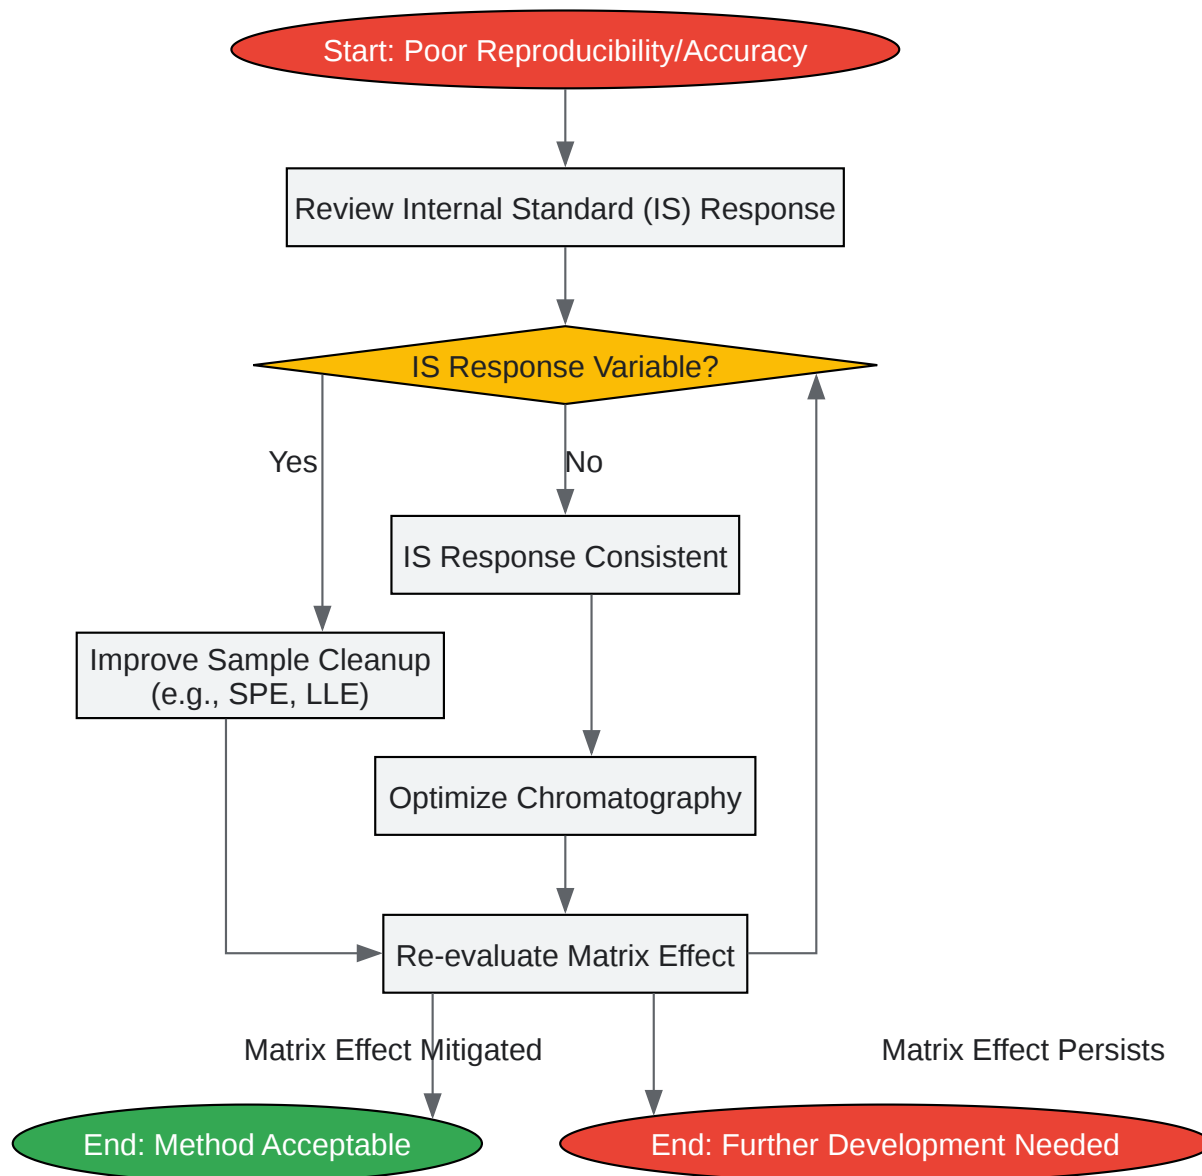 Start: Poor Reproducibility/Accuracy
Review Internal Standard (IS) Response
IS Response Variable?
Yes
No
IS Response Consistent
Improve Sample Cleanup
(e.g., SPE, LLE)
Optimize Chromatography
Re-evaluate Matrix Effect
Matrix Effect Mitigated
Matrix Effect Persists
End: Method Acceptable
End: Further Development Needed